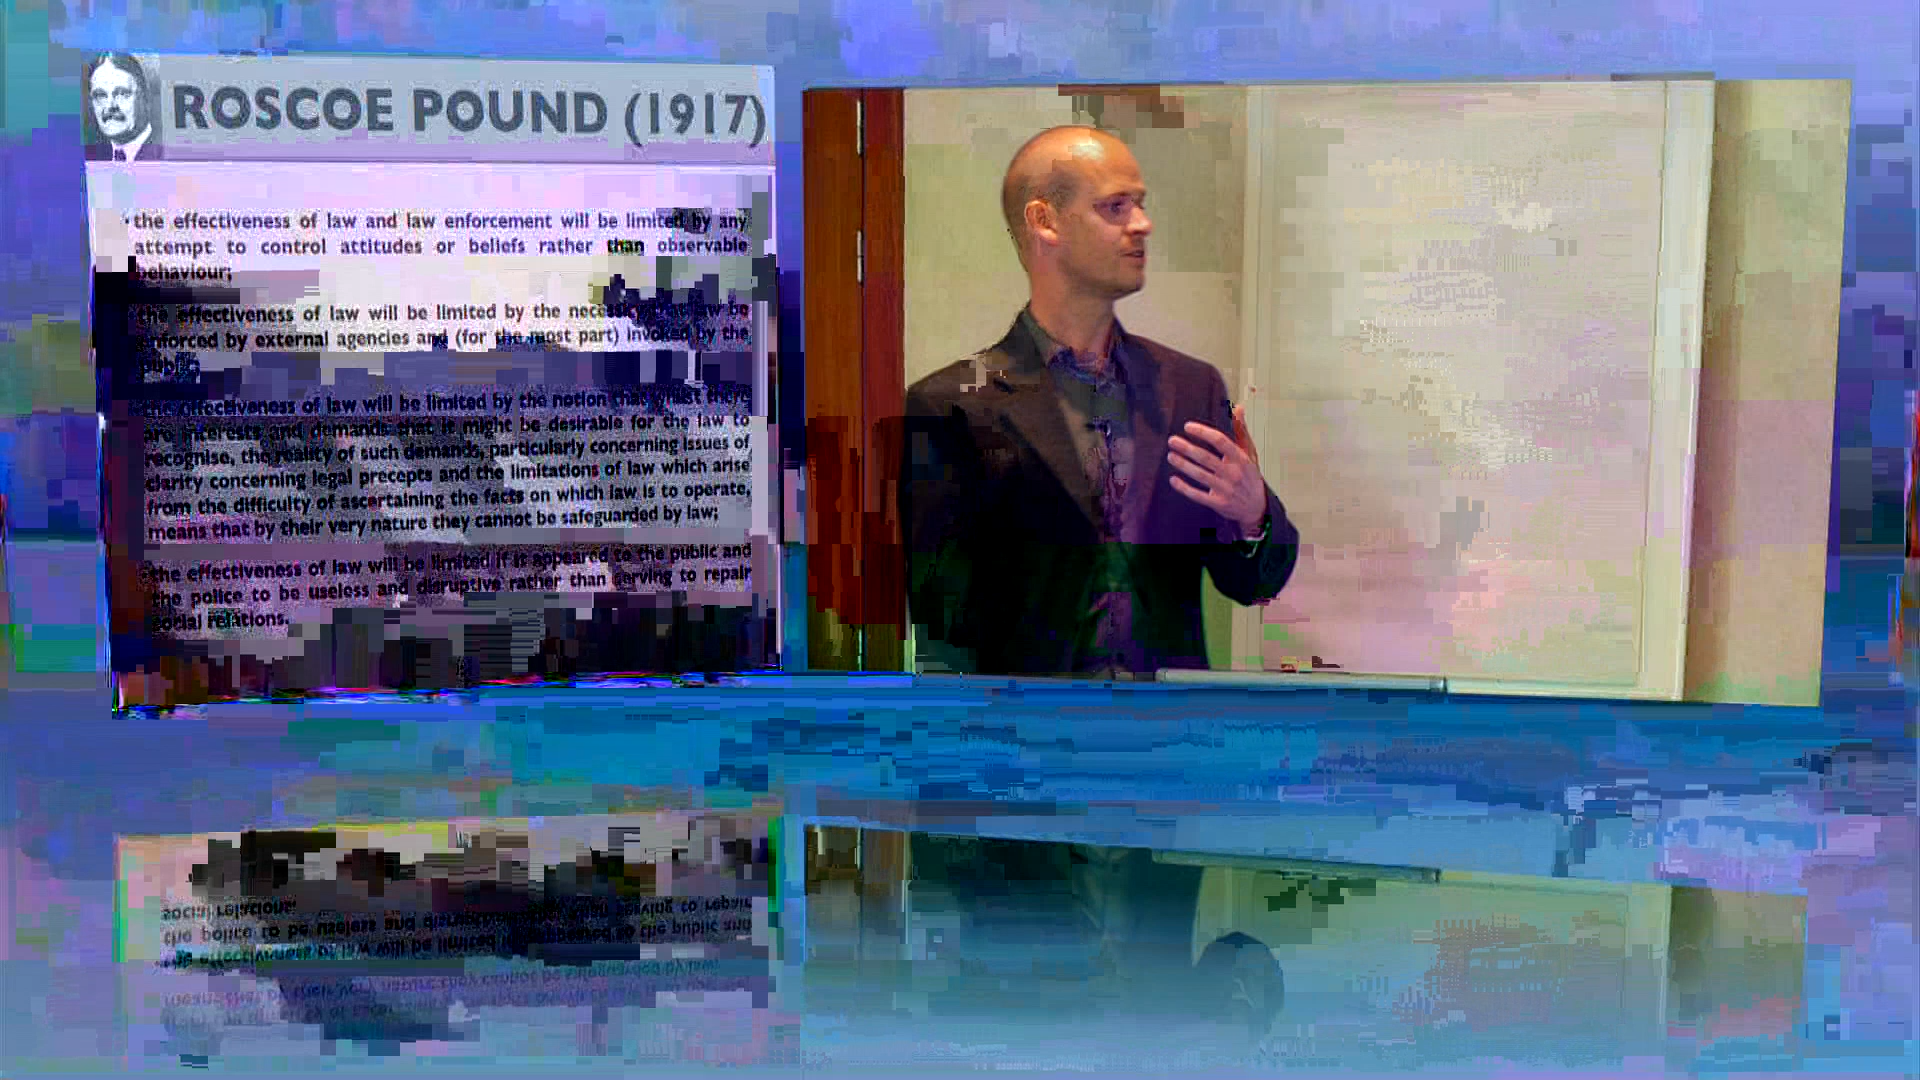 ROSCOE POUND (1917)
the effectiveness of law and law enforcement will be limited by any
attempt to control attitudes or beliefs rather than observable
behaviour;
the effectiveness of law will be limited by the necessity law be
enforced by external agencies and (for the most part) invoked by the
public;
the effectiveness of law will be limited by the notion that whilst there
are interests and demands that it might be desirable for the law to
recognise, the reality of such demands, particularly concerning issues of
clarity concerning legal precepts and the limitations of law which arise
from the difficulty of ascertaining the facts on which law is to operate,
means that by their very nature they cannot be safeguarded by law;
the effectiveness of law will be limited if is appeared to the public and
the police to be useless and disruptive rather than serving to repair
social relations.